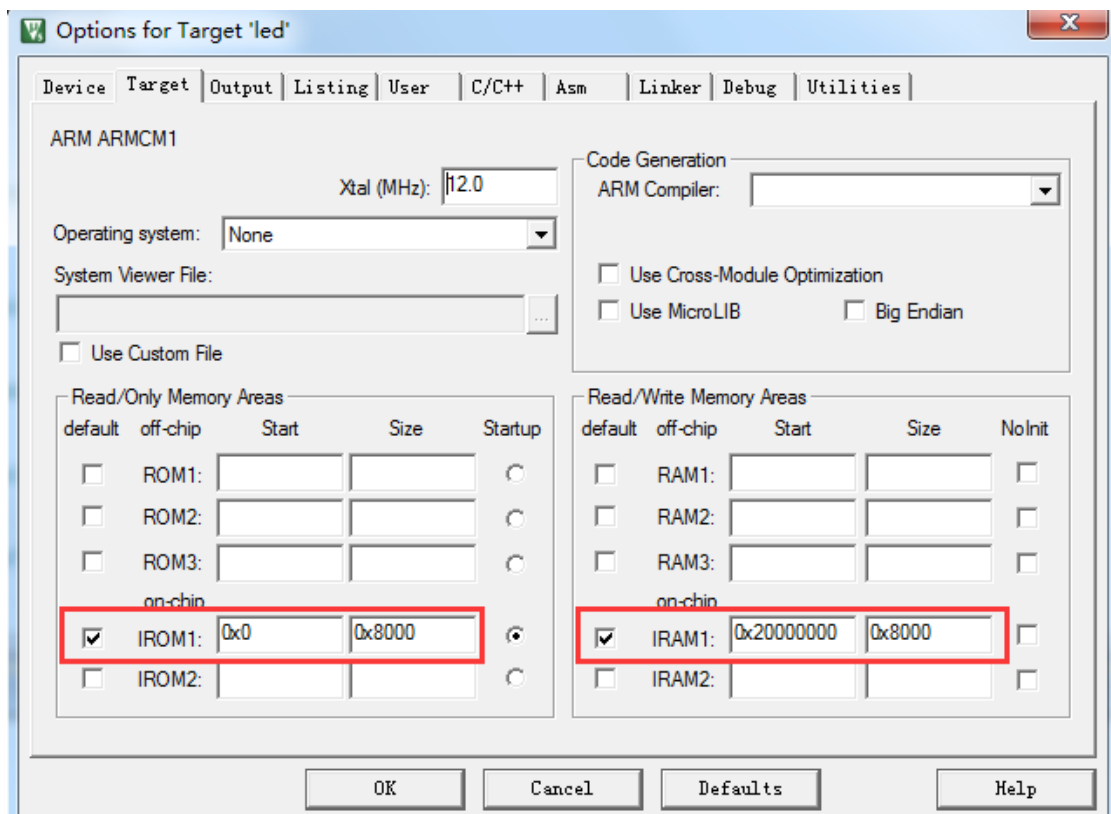 Options for Target 'led'
Device Target Output Listing User C/C++ Asm Linker Debug Utilities
ARM ARMCM1
Xtal (MHz): 12.0
Operating system: None
System Viewer File:
...
Use Custom File
Code Generation
ARM Compiler:
Use Cross-Module Optimization
Use MicroLIB Big Endian
Read/Only Memory Areas
default off-chip Start Size Startup
ROM1:
ROM2:
ROM3:
on-chip
IROM1: 0x0 0x8000
IROM2:
Read/Write Memory Areas
default off-chip Start Size NoInit
RAM1:
RAM2:
RAM3:
on-chip
IRAM1: 0x20000000 0x8000
IRAM2:
OK Cancel Defaults Help